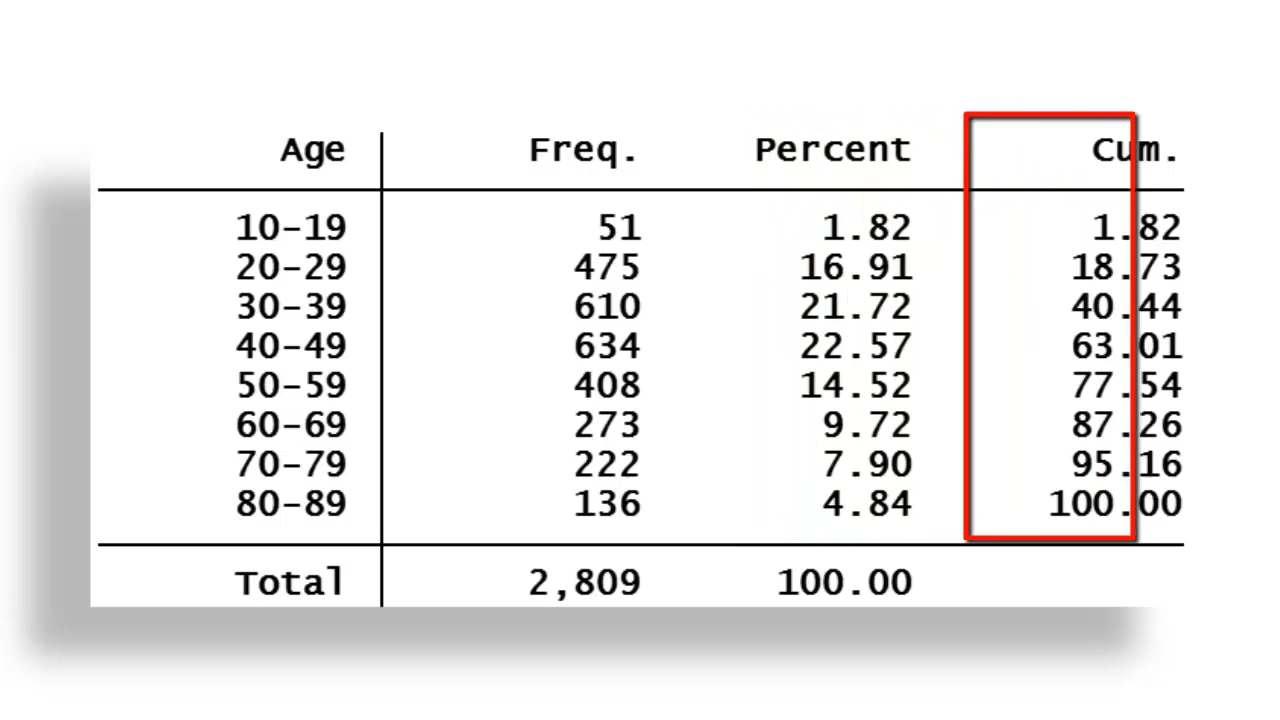 Age Freq. Percent Cum.
10-19 51 1.82 1.82
20-29 475 16.91 18.73
30-39 610 21.72 40.44
40-49 634 22.57 63.01
50-59 408 14.52 77.54
60-69 273 9.72 87.26
70-79 222 7.90 95.16
80-89 136 4.84 100.00
Total 2,809 100.00